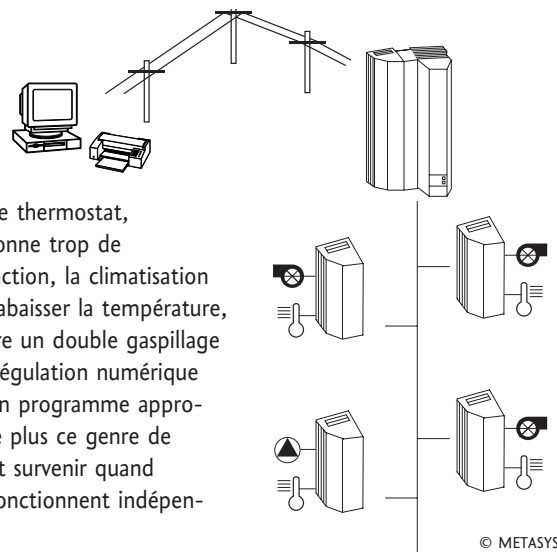 e thermostat,
onne trop de
ction, la climatisation
abaisser la température,
re un double gaspillage
égulation numérique
n programme appro-
e plus ce genre de
t survenir quand
onctionnent indépen-
© METASYS